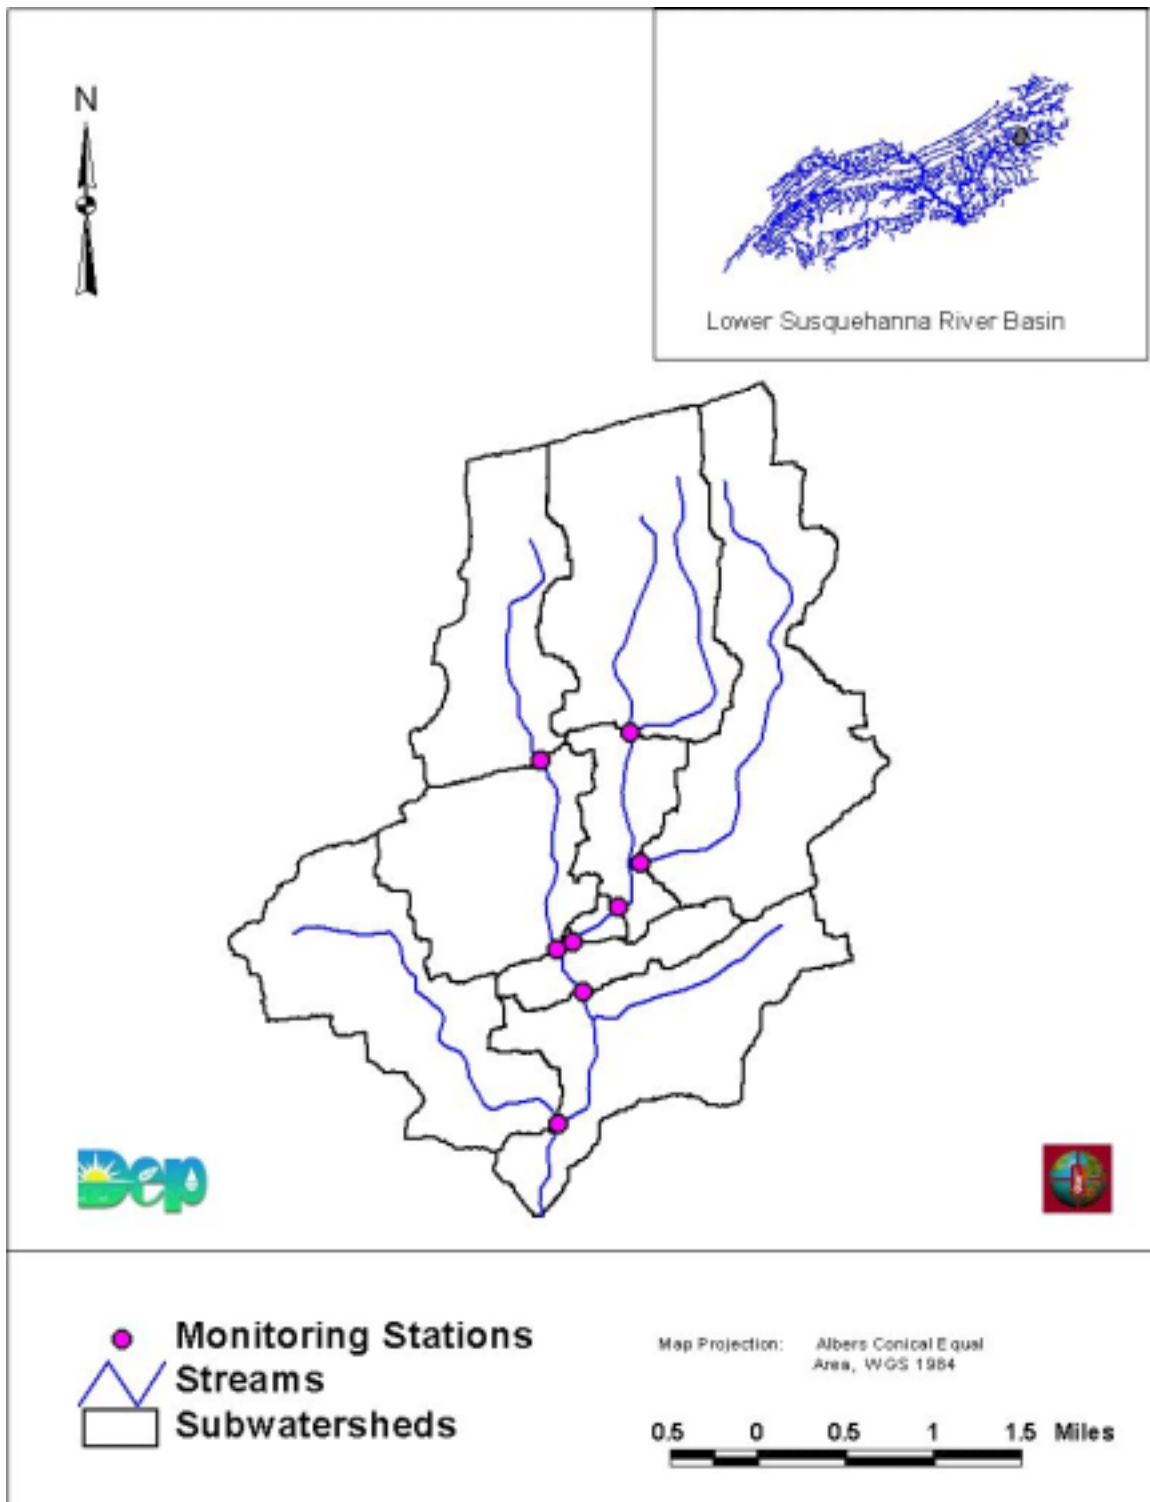 N
Lower Susquehanna River Basin
Dep
Monitoring Stations
Streams
Subwatersheds
Map Projection: Albers Conical Equal
Area, WGS 1984
0.5 0 0.5 1 1.5 Miles